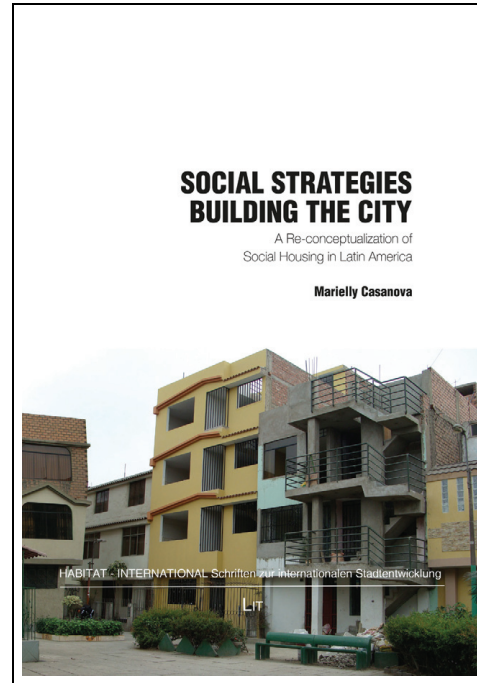 SOCIAL STRATEGIES
BUILDING THE CITY
A Re-conceptualization of
Social Housing in Latin America
Marielly Casanova
HABITAT - INTERNATIONAL Schriften zur internationalen Stadtentwicklung
LIT